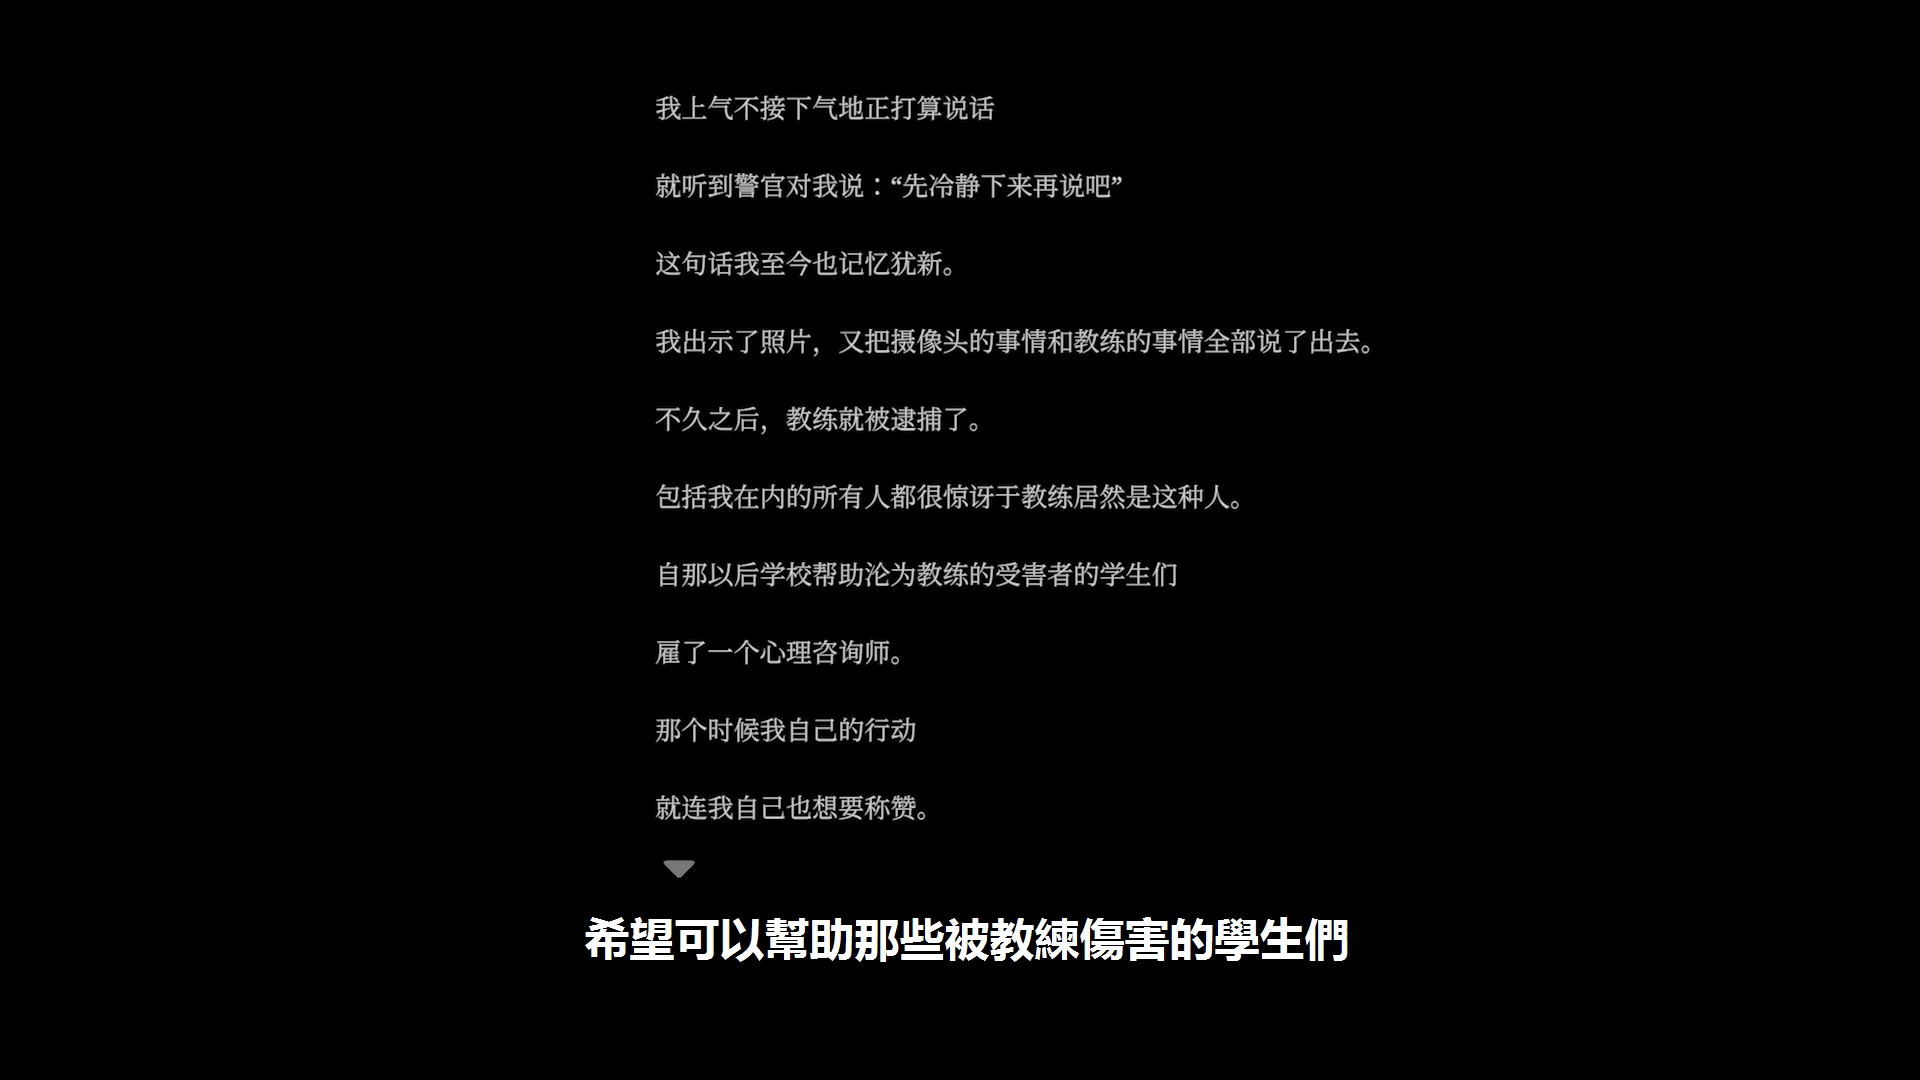 我上气不接下气地正打算说话
就听到警官对我说：“先冷静下来再说吧”
这句话我至今也记忆犹新。
我出示了照片，又把摄像头的事情和教练的事情全部说了出去。
不久之后，教练就被逮捕了。
包括我在内的所有人都很惊讶于教练居然是这种人。
自那以后学校帮助沦为教练的受害者的学生们
雇了一个心理咨询师。
那个时候我自己的行动
就连我自己也想要称赞。
希望可以幫助那些被教練傷害的學生們